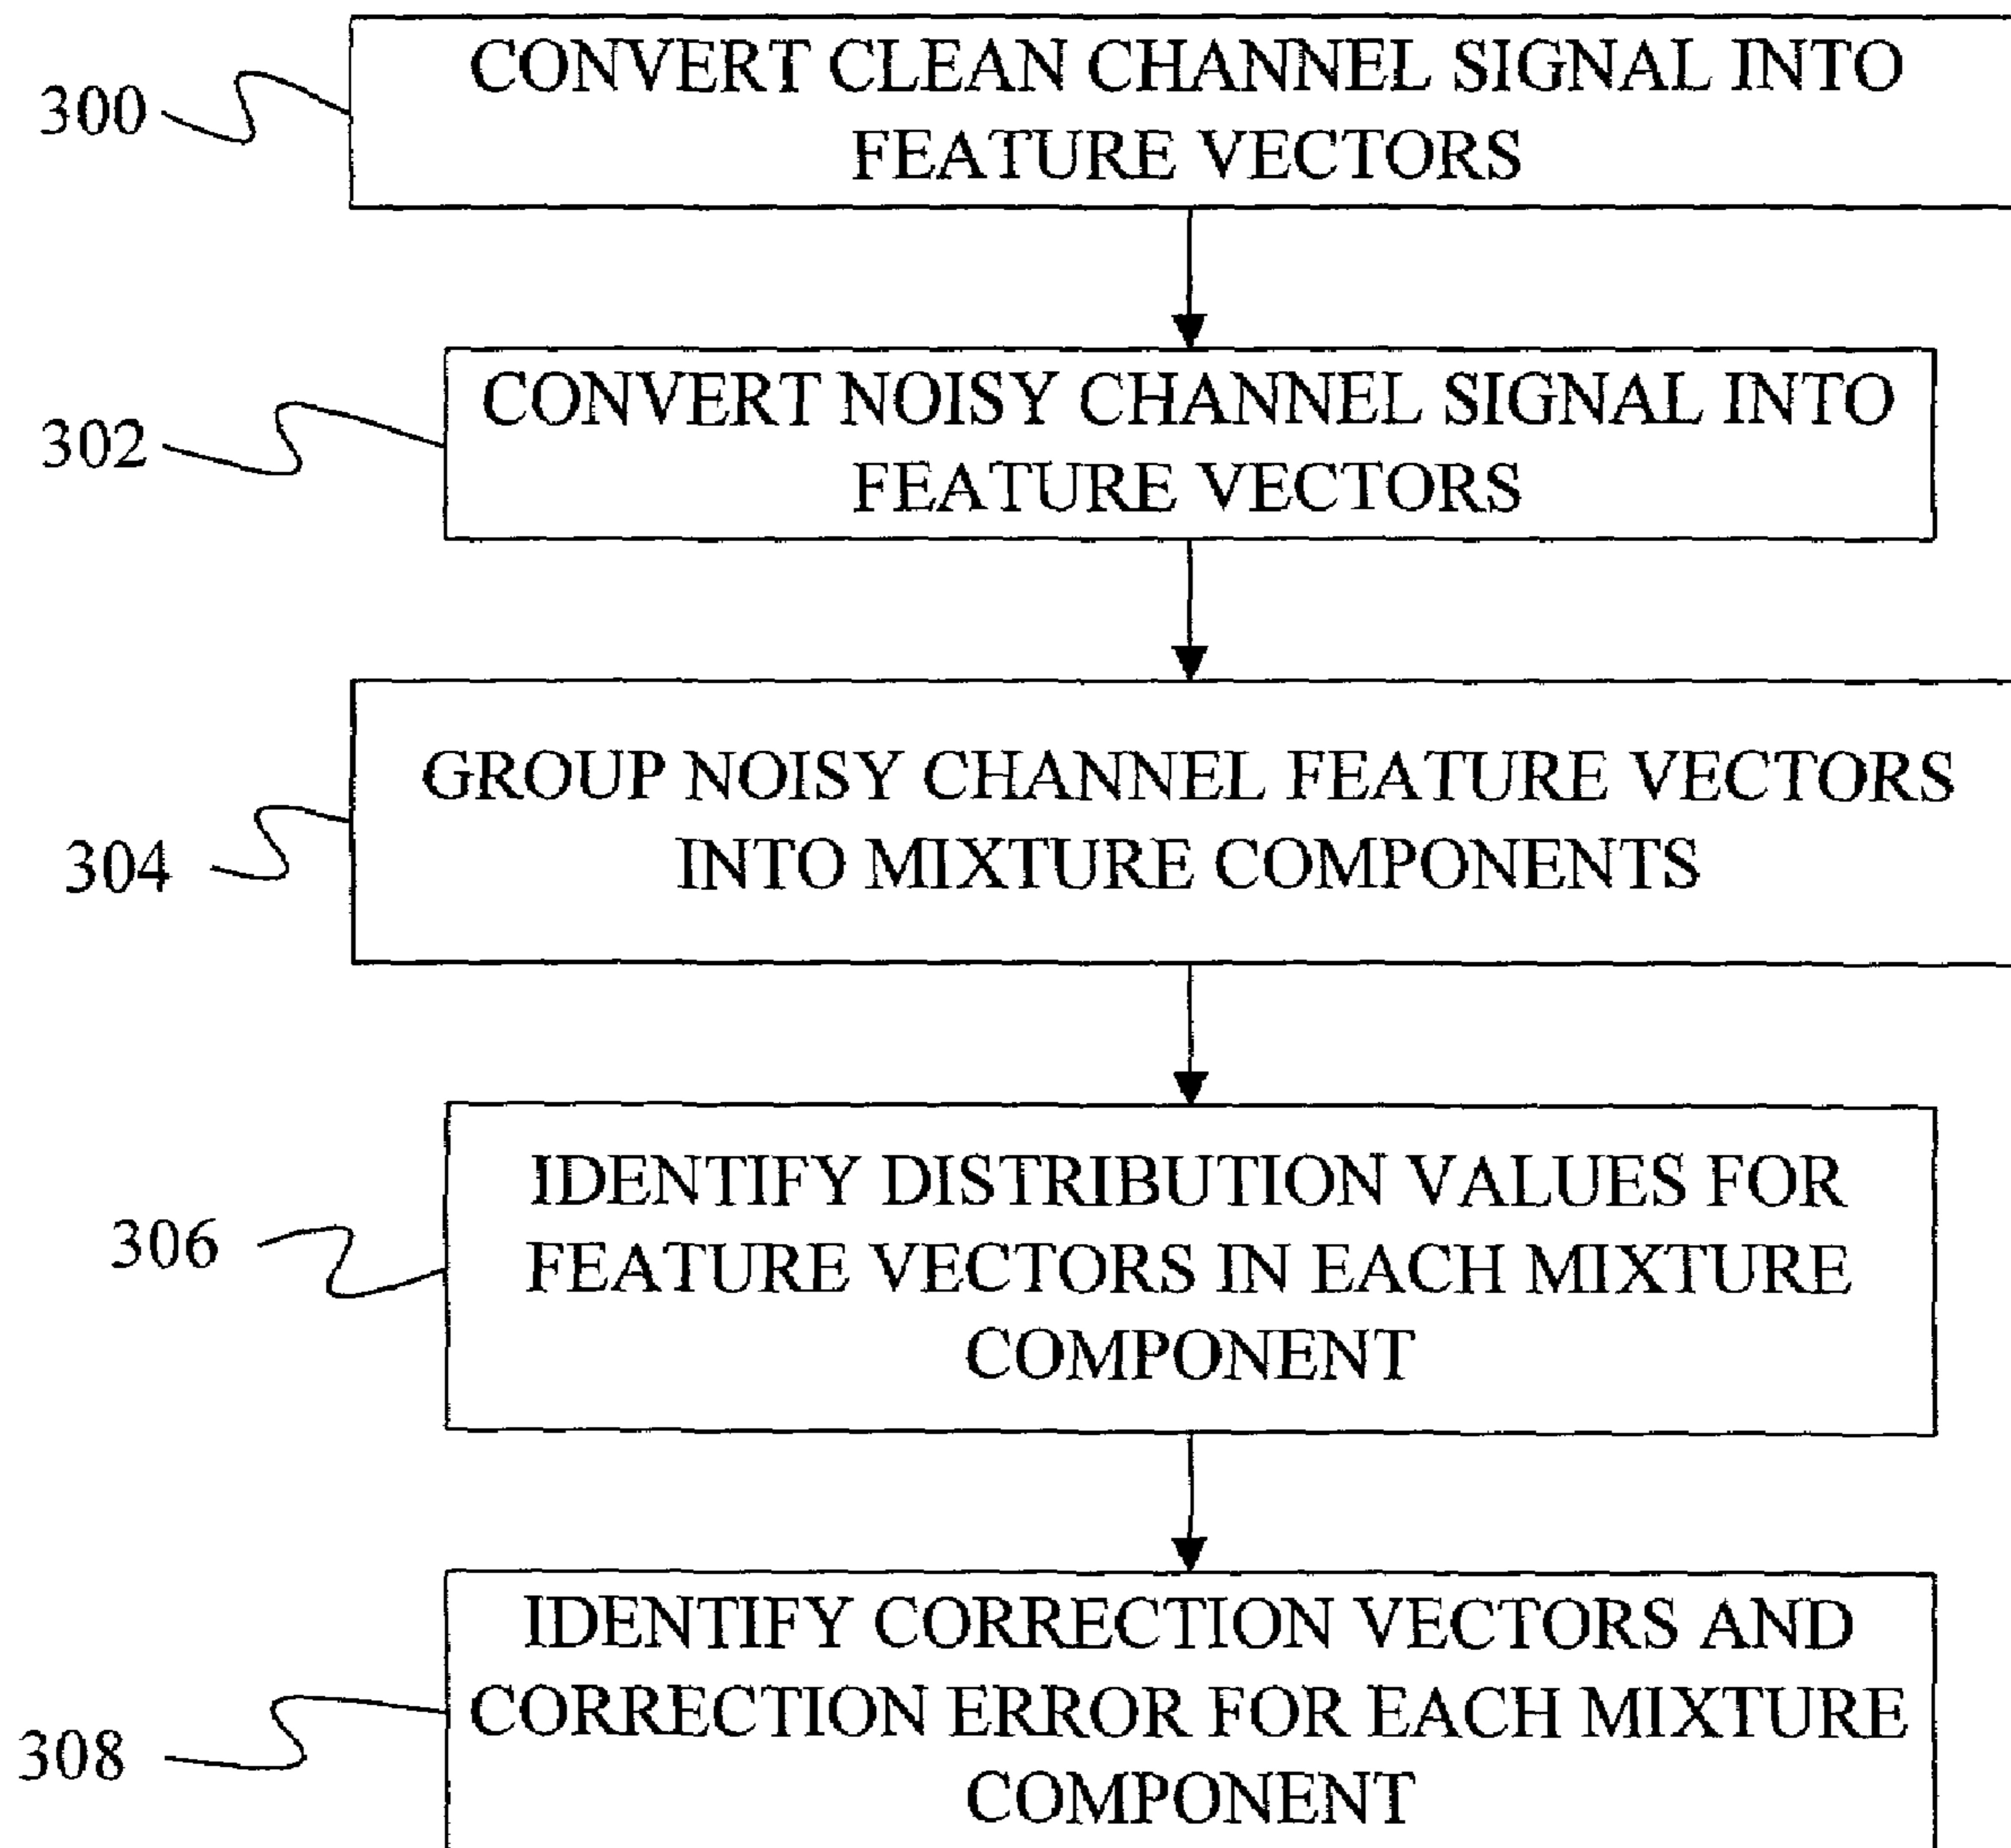 300
CONVERT CLEAN CHANNEL SIGNAL INTO
FEATURE VECTORS
302
CONVERT NOISY CHANNEL SIGNAL INTO
FEATURE VECTORS
304
GROUP NOISY CHANNEL FEATURE VECTORS
INTO MIXTURE COMPONENTS
306
IDENTIFY DISTRIBUTION VALUES FOR
FEATURE VECTORS IN EACH MIXTURE
COMPONENT
308
IDENTIFY CORRECTION VECTORS AND
CORRECTION ERROR FOR EACH MIXTURE
COMPONENT